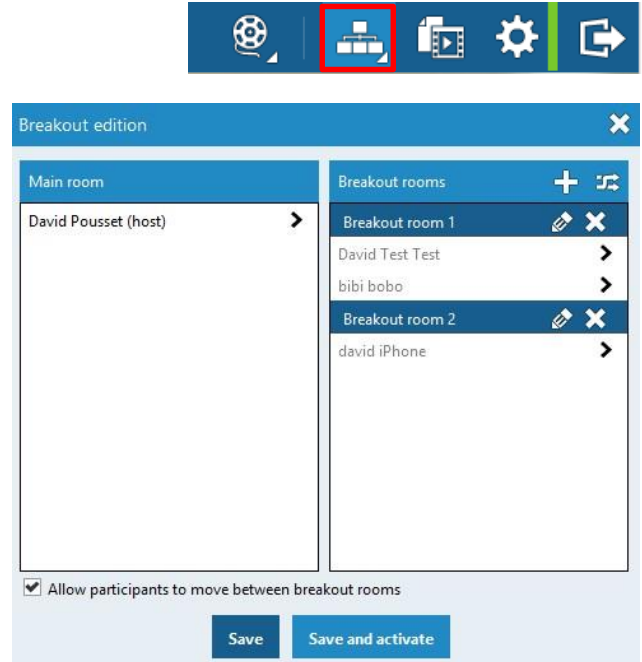 Breakout edition
Main room
David Pousset (host)
Breakout rooms
Breakout room 1
David Test Test
bibi bobo
Breakout room 2
david iPhone
Allow participants to move between breakout rooms
Save
Save and activate